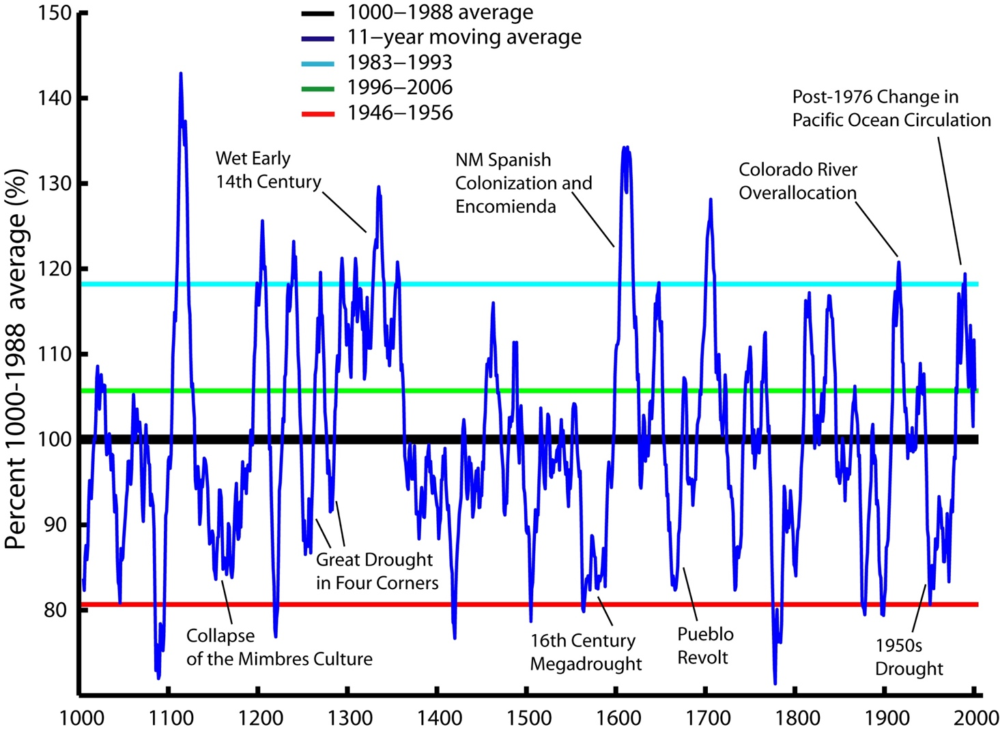 150
140
130
120
110
100
90
80
Percent 1000-1988 average (%)
1000−1988 average
11−year moving average
1983−1993
1996−2006
1946−1956
Post-1976 Change in
Pacific Ocean Circulation
Wet Early
14th Century
NM Spanish
Colonization and
Encomienda
Colorado River
Overallocation
Great Drought
in Four Corners
Collapse
of the Mimbres Culture
16th Century
Megadrought
Pueblo
Revolt
1950s
Drought
1000 1100 1200 1300 1400 1500 1600 1700 1800 1900 2000